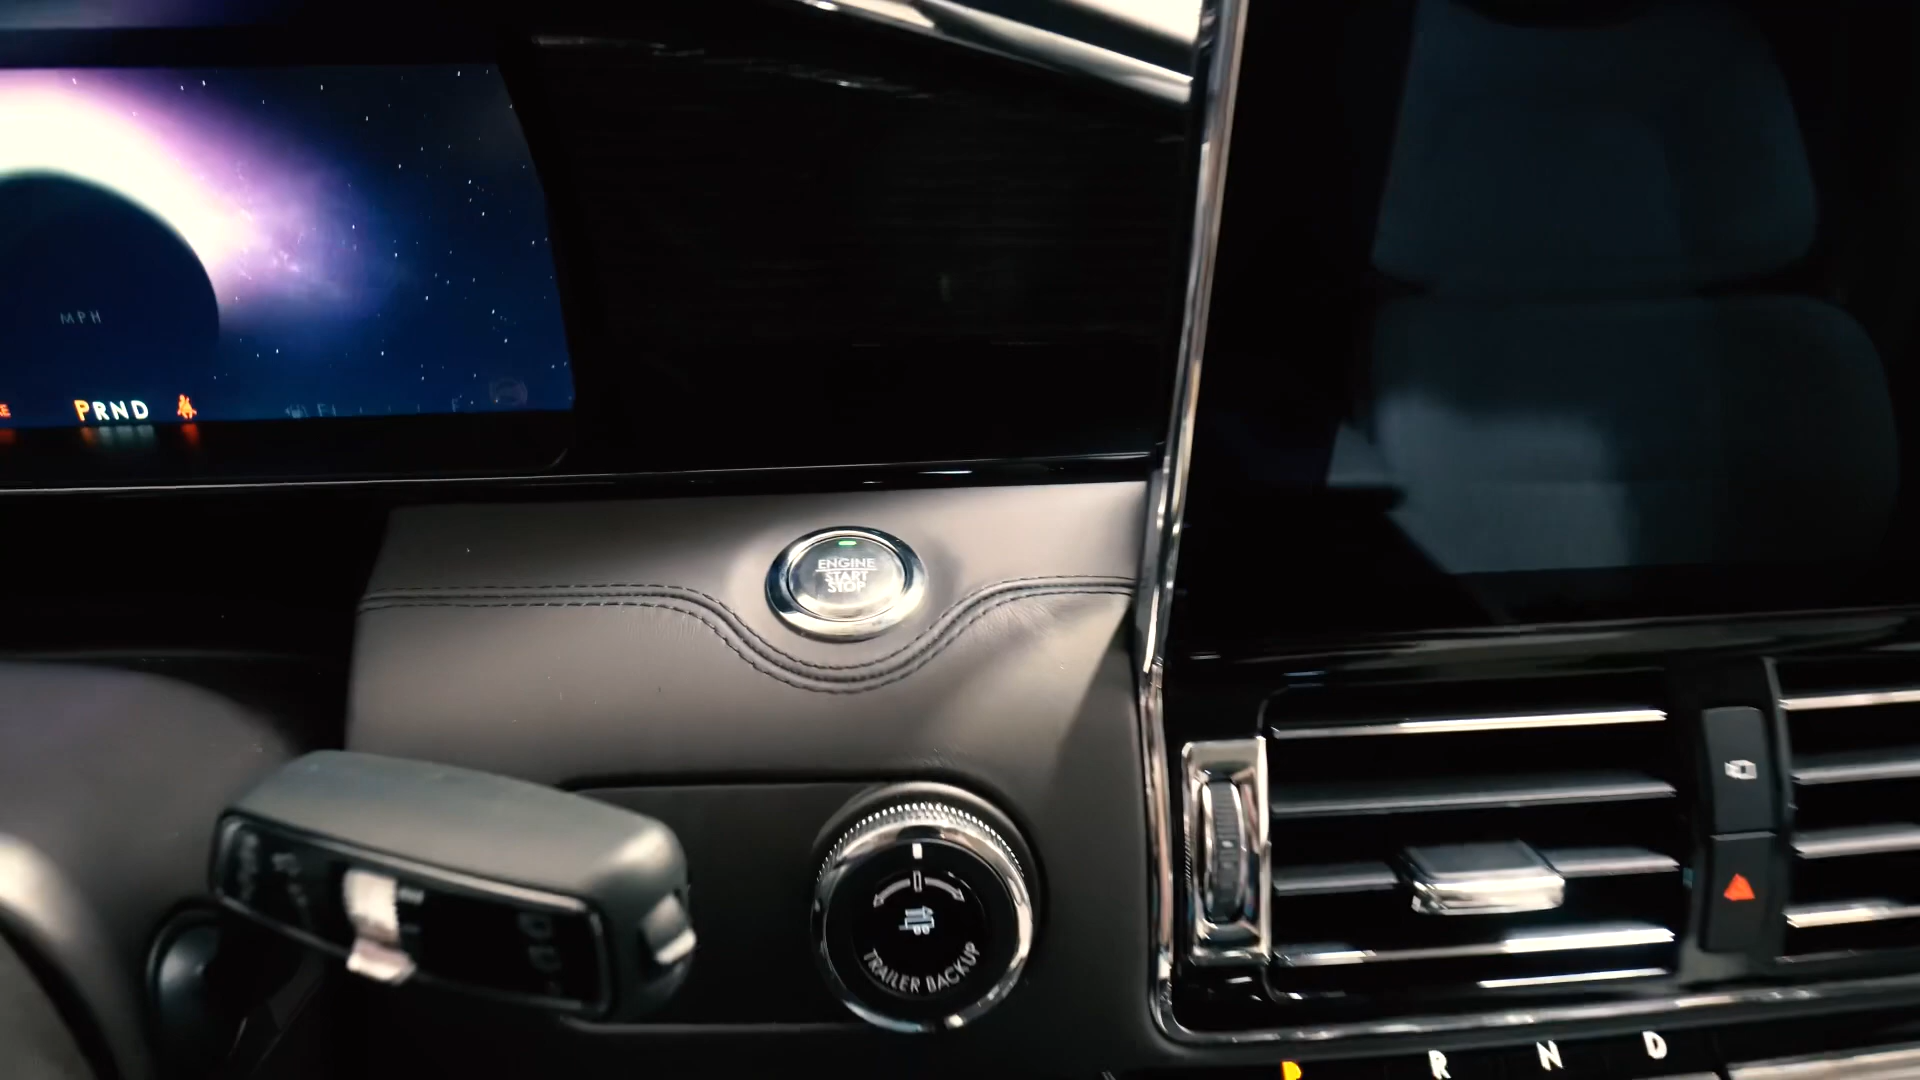 MPH
PRND
ENGINE
START
STOP
TRAILER BACKUP
P R N D